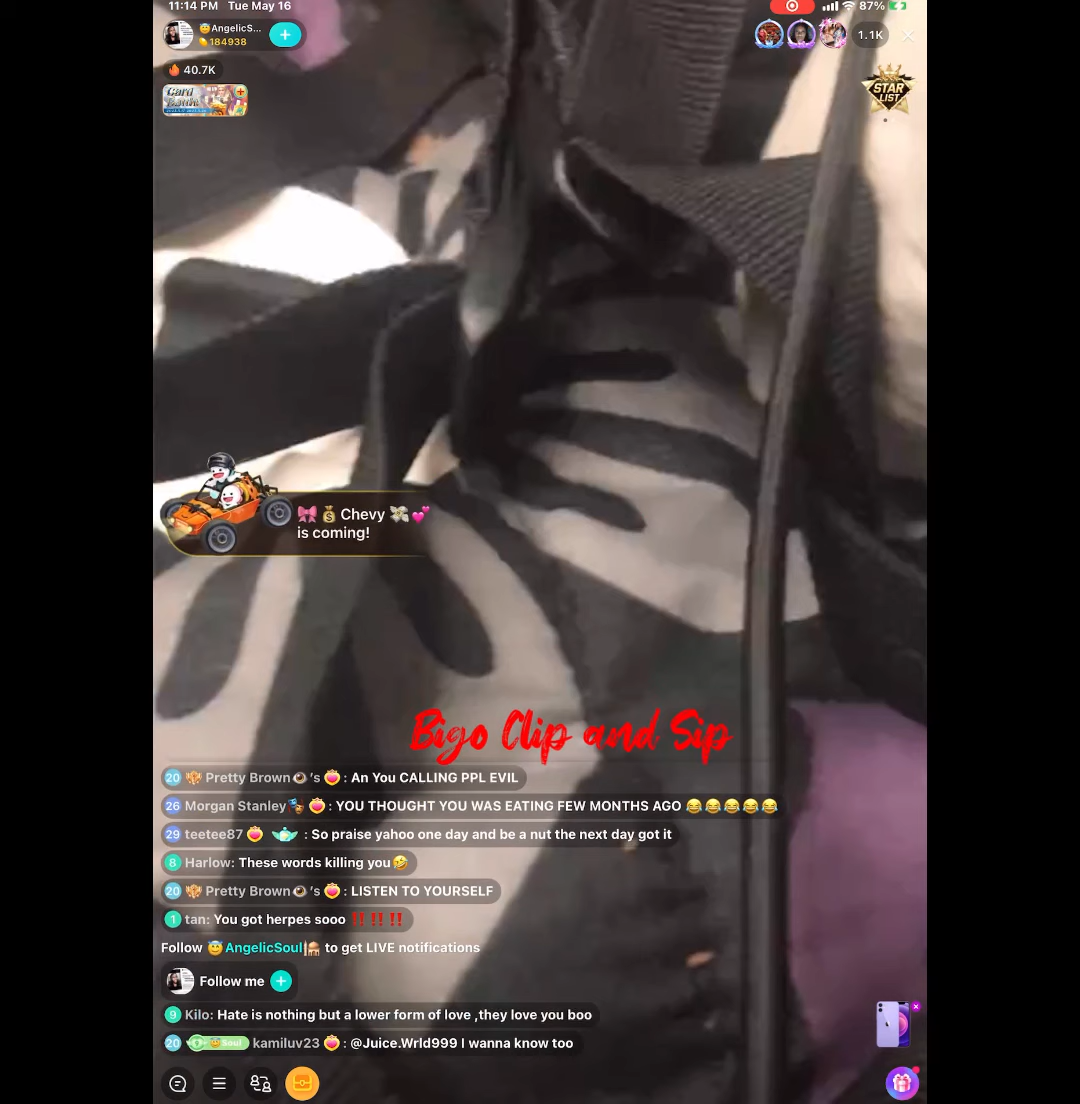 11:14 PM Tue May 16
87%
😇AngelicS...
184938
1.1K
40.7K
STAR
LIST
🎀💰 Chevy 💸💕
is coming!
Bigo Clip and Sip
20 Pretty Brown👁's: An You CALLING PPL EVIL
26 Morgan Stanley🎭: YOU THOUGHT YOU WAS EATING FEW MONTHS AGO 😂😂😂😂😂
29 teetee87 : So praise yahoo one day and be a nut the next day got it
8 Harlow: These words killing you🤣
20 Pretty Brown👁's: LISTEN TO YOURSELF
1 tan: You got herpes sooo ‼️‼️‼️
Follow 😇AngelicSoul to get LIVE notifications
Follow me
9 Kilo: Hate is nothing but a lower form of love ,they love you boo
20 😇Soul kamiluv23 : @Juice.Wrld999 I wanna know too